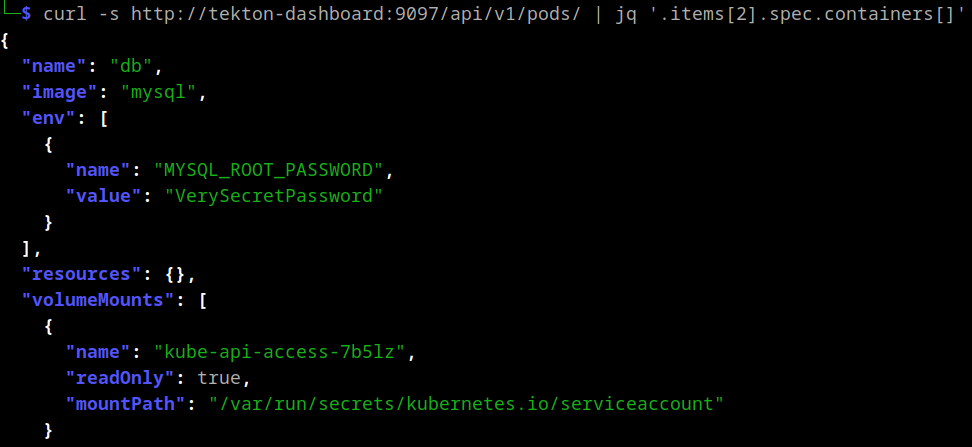 $ curl -s http://tekton-dashboard:9097/api/v1/pods/ | jq '.items[2].spec.containers[]'
{
  "name": "db",
  "image": "mysql",
  "env": [
    {
      "name": "MYSQL_ROOT_PASSWORD",
      "value": "VerySecretPassword"
    }
  ],
  "resources": {},
  "volumeMounts": [
    {
      "name": "kube-api-access-7b5lz",
      "readOnly": true,
      "mountPath": "/var/run/secrets/kubernetes.io/serviceaccount"
    }